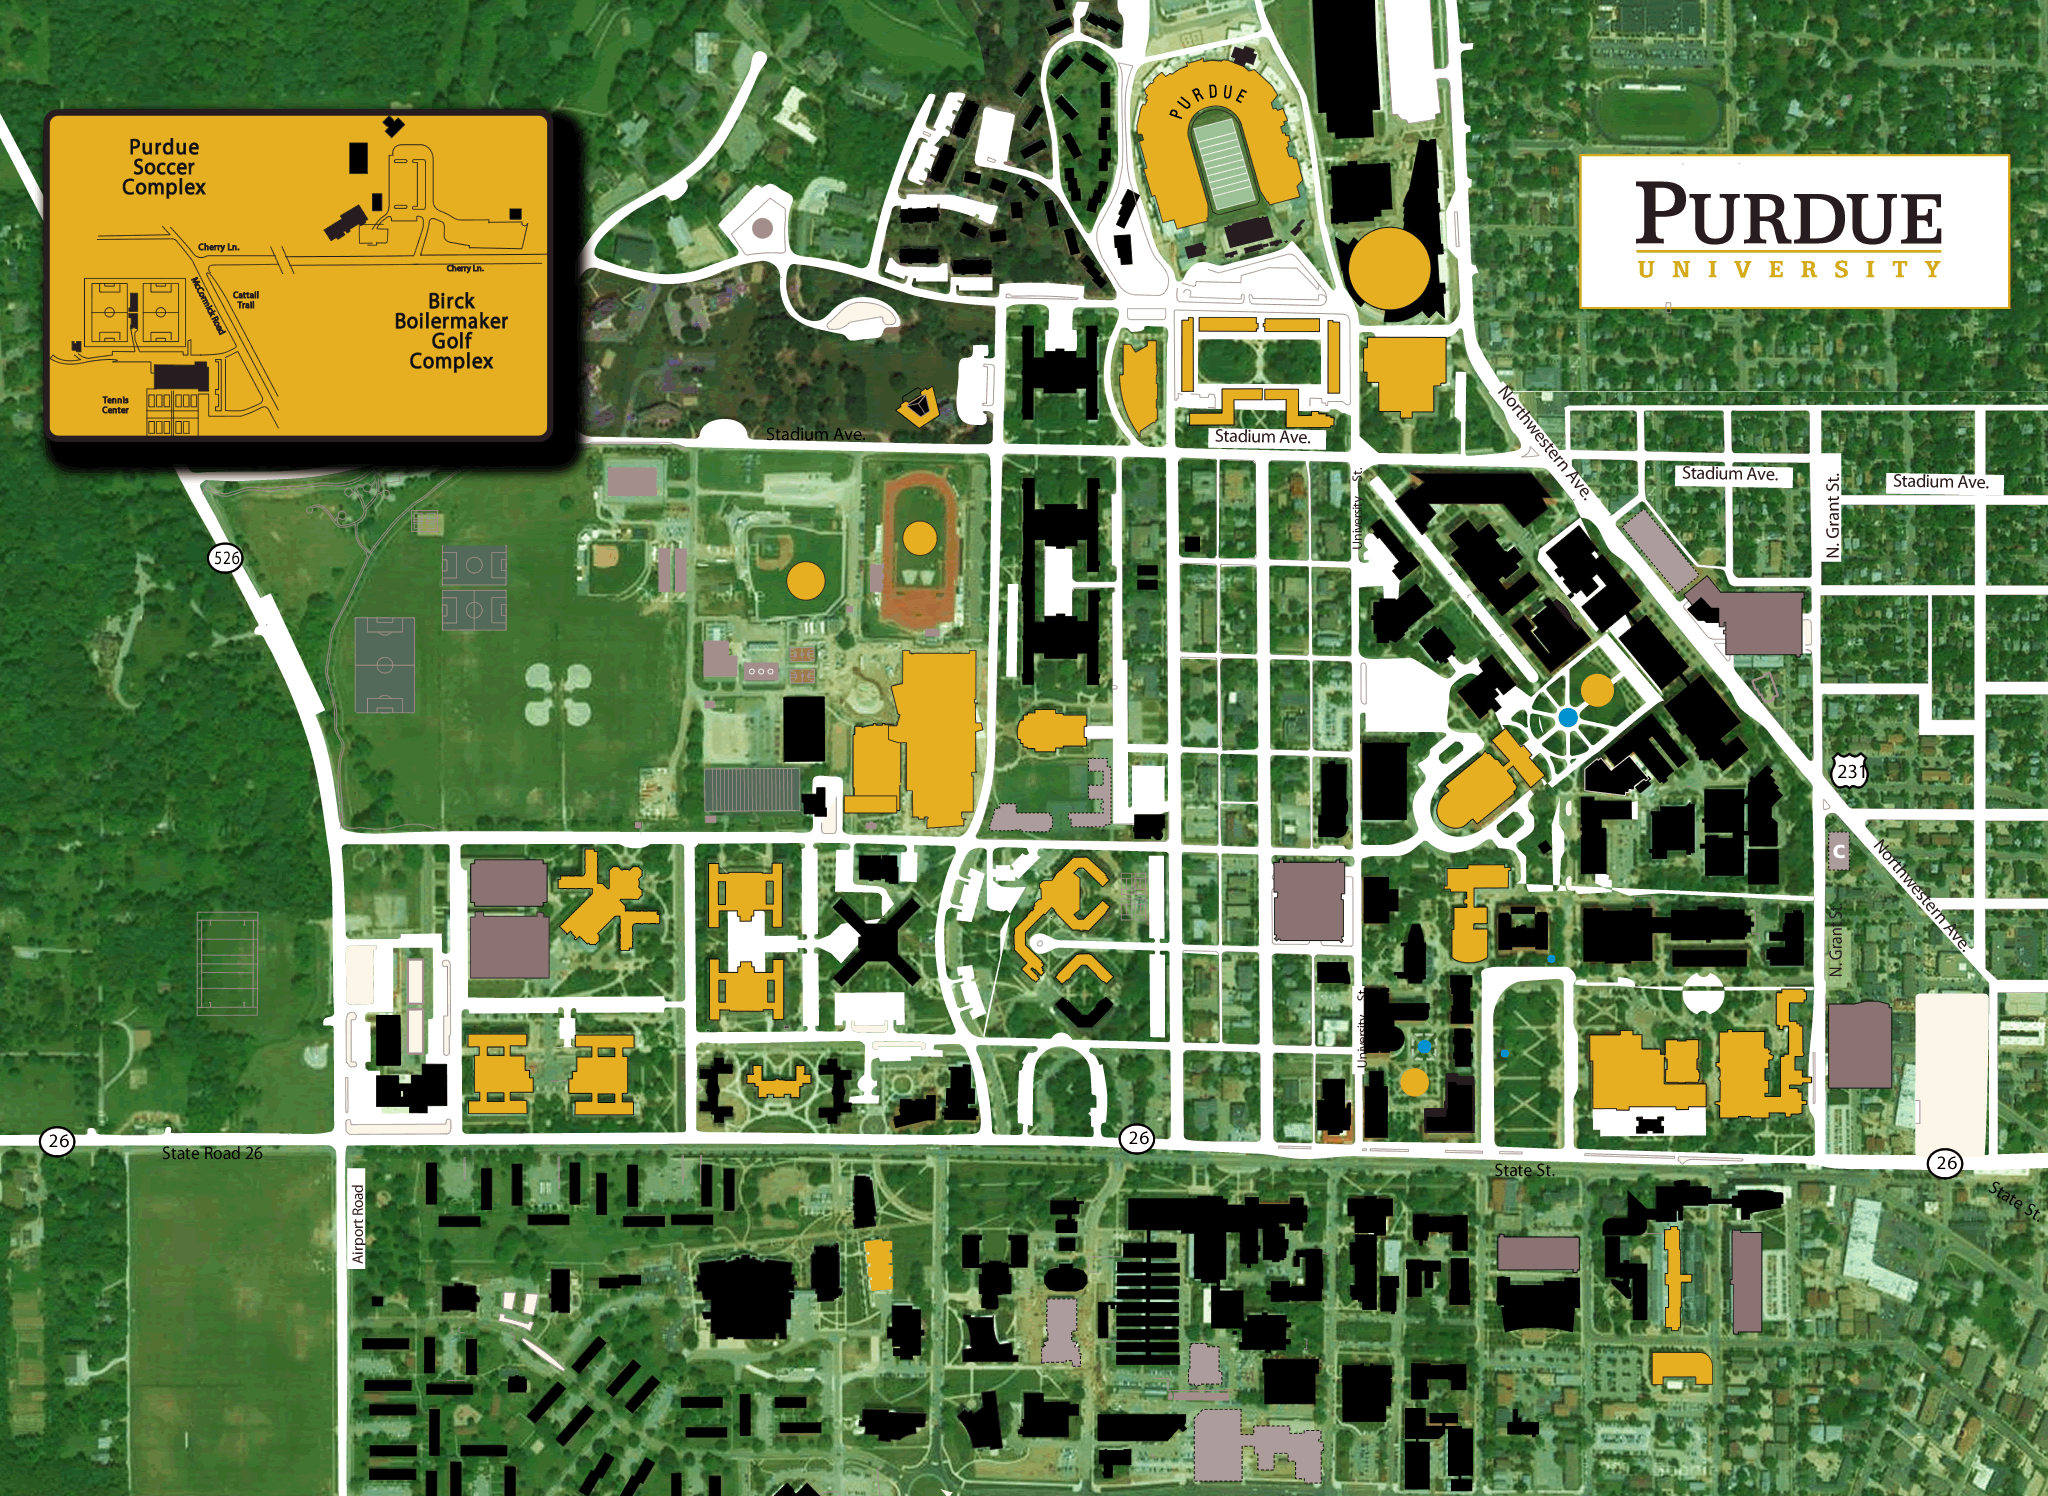 PURDUE
PURDUE
UNIVERSITY
Purdue
Soccer
Complex
Cherry Ln.
Cherry Ln.
McCormick Road
Cattail
Trail
Birck
Boilermaker
Golf
Complex
Tennis
Center
Stadium Ave.
Stadium Ave.
Northwestern Ave.
Stadium Ave.
Stadium Ave.
N. Grant St.
University St.
526
231
C
Northwestern Ave.
N. Grant St.
University St.
26
State Road 26
26
State St.
26
State St.
Airport Road